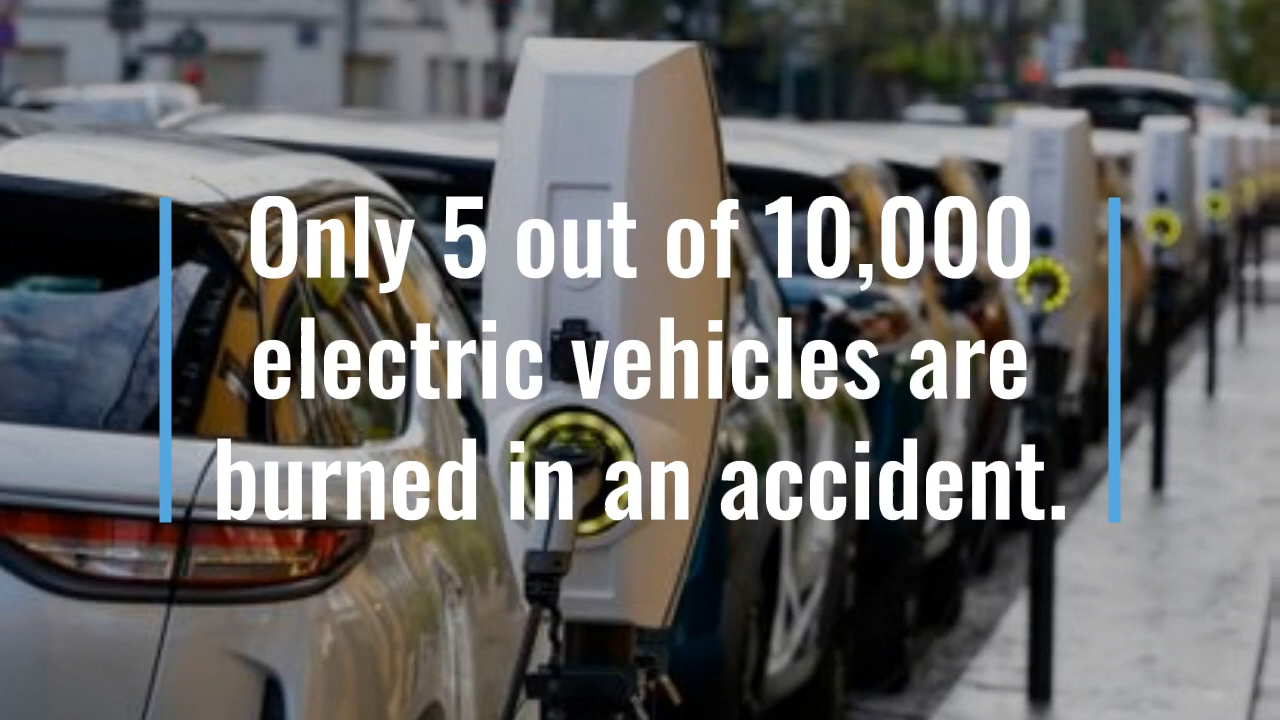 Only 5 out of 10,000
electric vehicles are
burned in an accident.